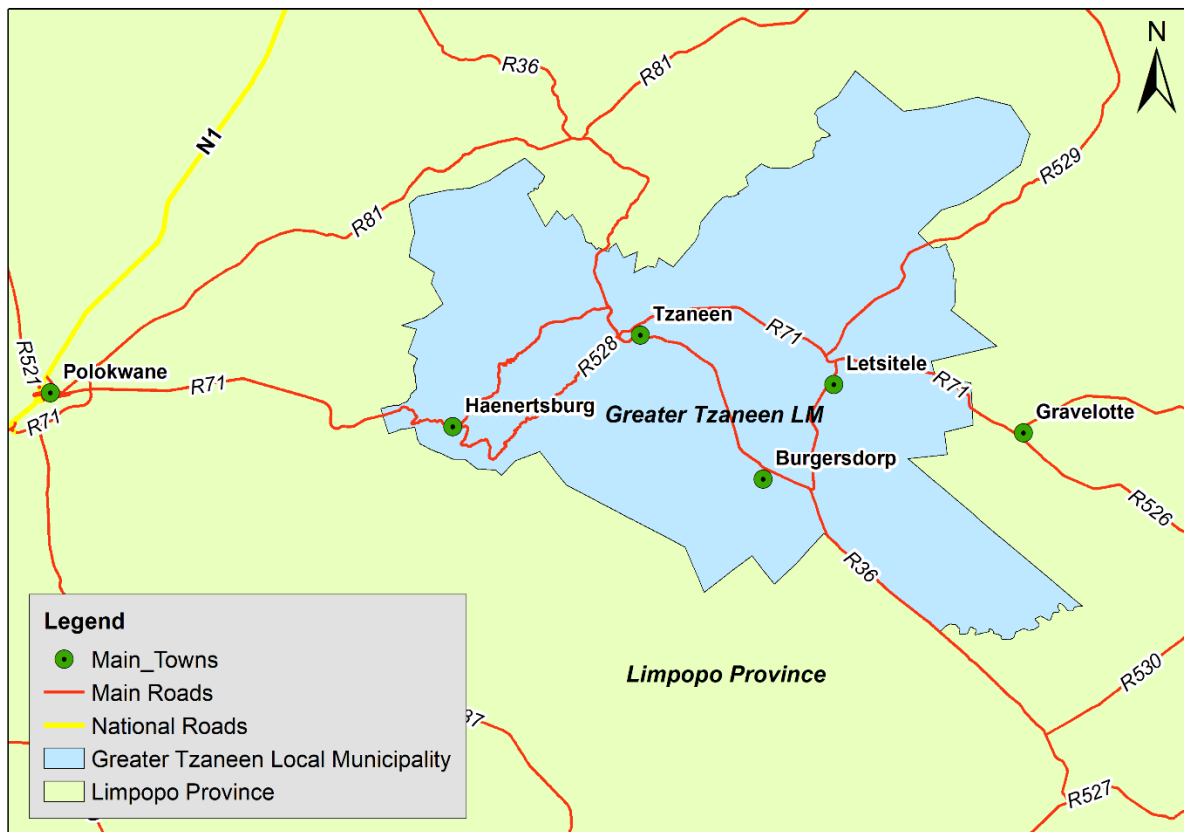 N
R36
R81
N1
R529
R81
Tzaneen
R71
R528
Letsitele
R521
Polokwane
R71
R71
R71
Haenertsburg
Greater Tzaneen LM
Gravelotte
Burgersdorp
R526
R36
Limpopo Province
R530
R527
Legend
Main_Towns
Main Roads
National Roads
Greater Tzaneen Local Municipality
Limpopo Province